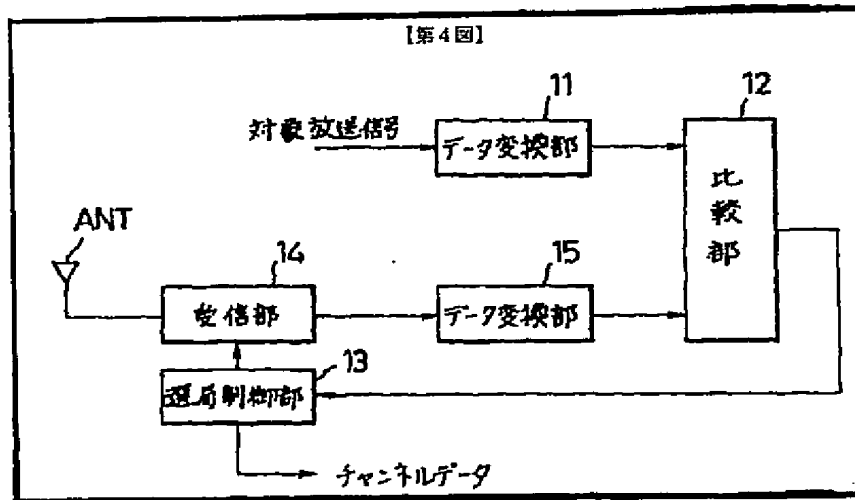 【第4図】
11
12
対象放送信号
データ変換部
比較部
ANT
14
15
受信部
データ変換部
13
選局制御部
チャンネルデータ